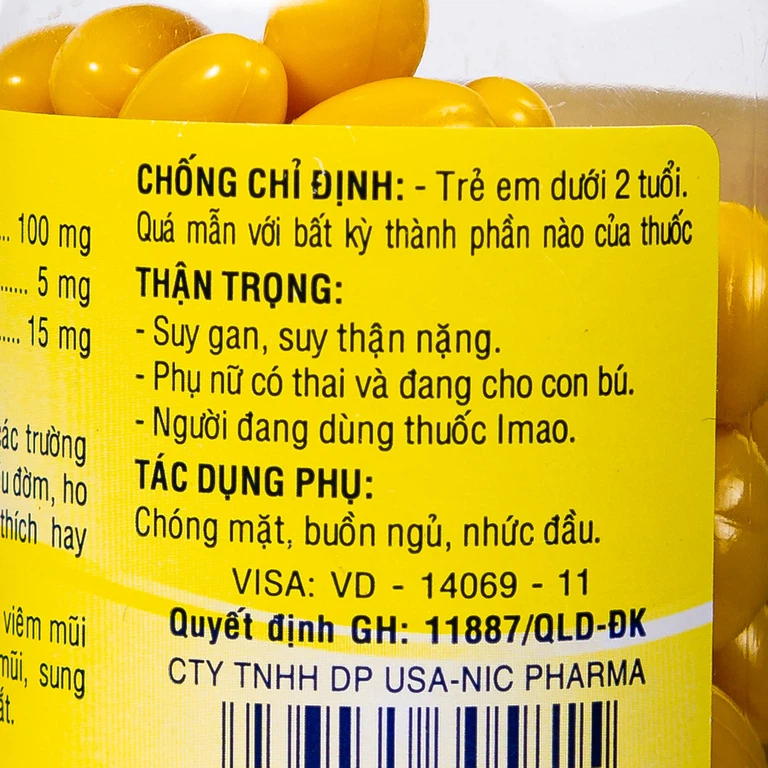 ... 100 mg
...... 5 mg
..... 15 mg
trường
đờm, ho
thích hay
viêm mũi
mũi, sung
CHỐNG CHỈ ĐỊNH: - Trẻ em dưới 2 tuổi.
Quá mẫn với bất kỳ thành phần nào của thuốc
THẬN TRỌNG:
- Suy gan, suy thận nặng.
- Phụ nữ có thai và đang cho con bú.
- Người đang dùng thuốc Imao.
TÁC DỤNG PHỤ:
Chóng mặt, buồn ngủ, nhức đầu.
VISA: VD - 14069 - 11
Quyết định GH: 11887/QLD-ĐK
CTY TNHH DP USA-NIC PHARMA